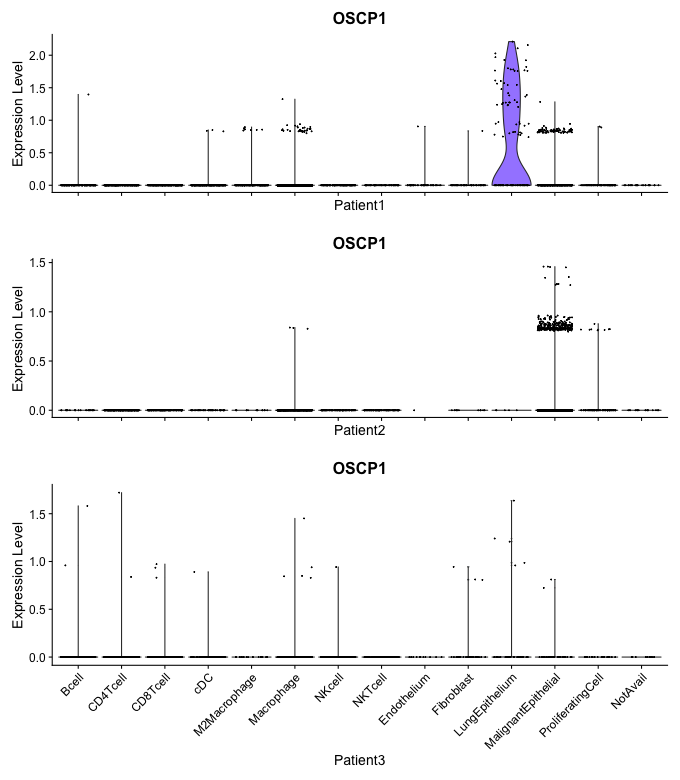 OSCP1
Expression Level
2.0
1.5
1.0
0.5
0.0
Patient1
OSCP1
Expression Level
1.5
1.0
0.5
0.0
Patient2
OSCP1
Expression Level
1.5
1.0
0.5
0.0
Bcell
CD4Tcell
CD8Tcell
cDC
M2Macrophage
Macrophage
NKcell
NKTcell
Endothelium
Fibroblast
LungEpithelium
MalignantEpithelial
ProliferatingCell
NotAvail
Patient3